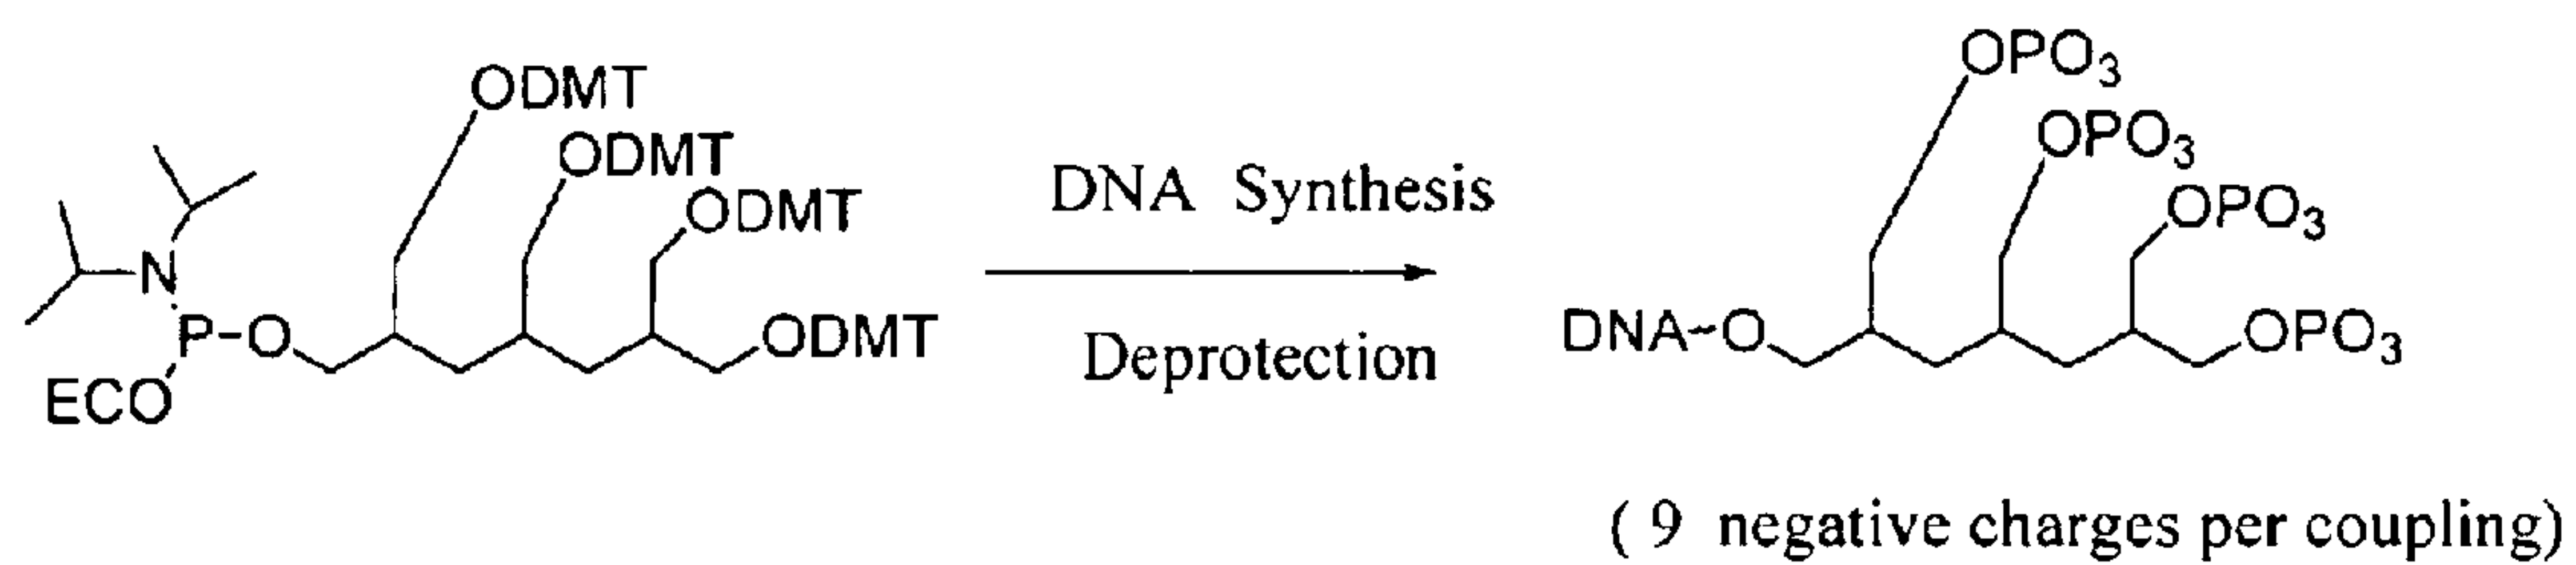 ODMT
ODMT
ODMT
N
P-O
ODMT
ECO
DNA Synthesis
Deprotection
OPO3
OPO3
OPO3
DNA~O
OPO3
( 9 negative charges per coupling)